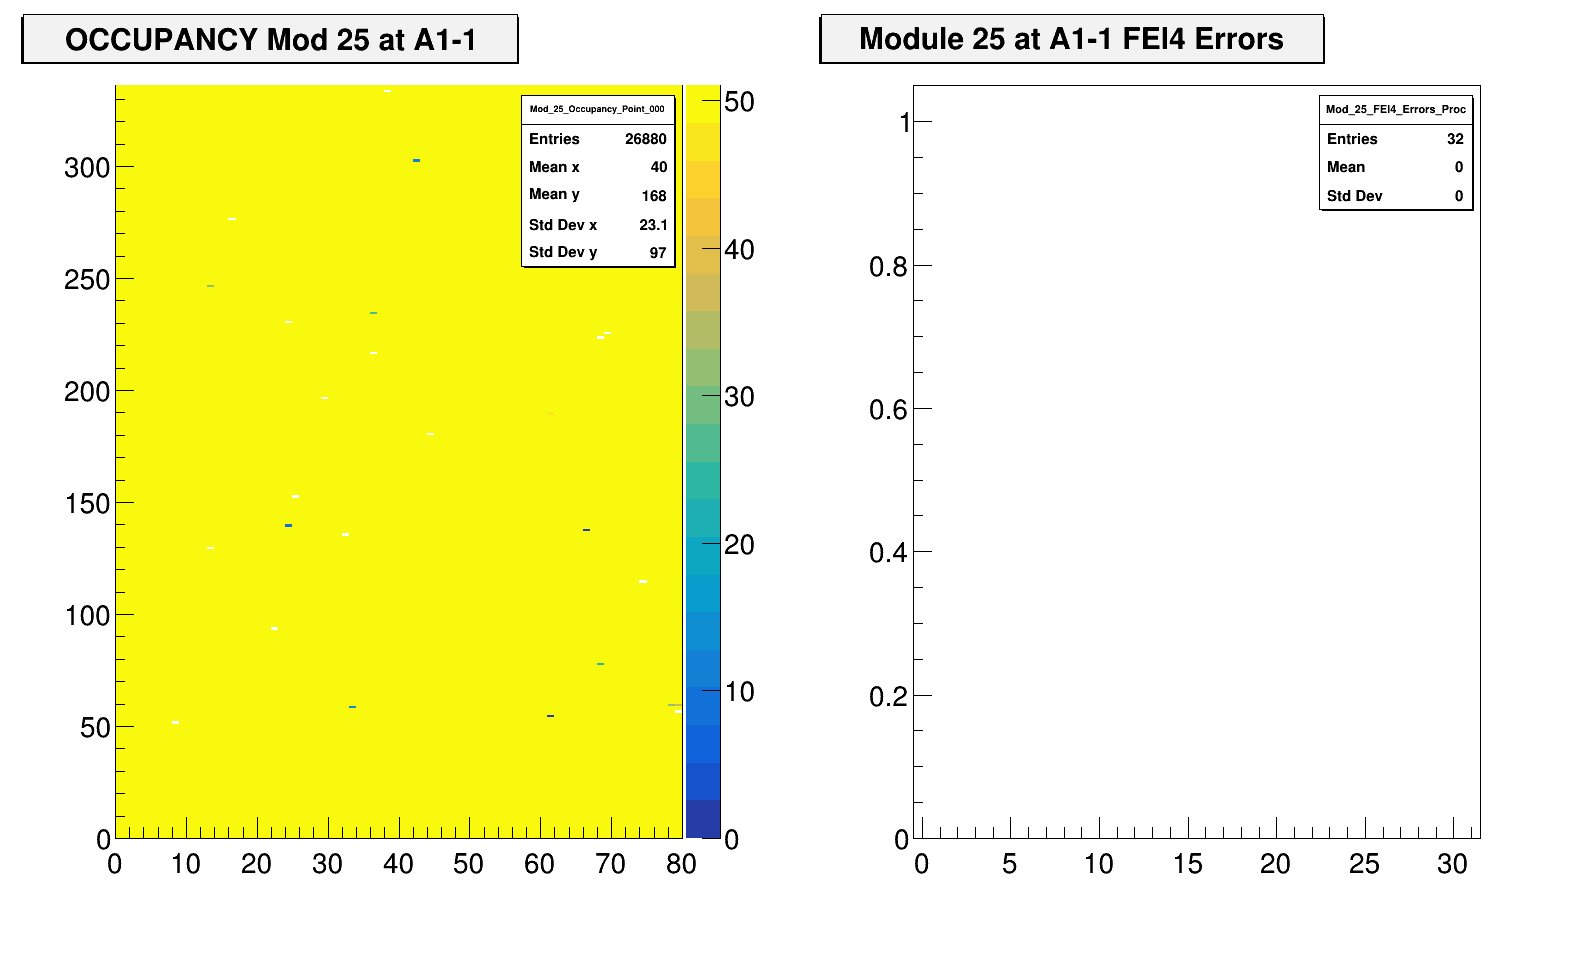 OCCUPANCY Mod 25 at A1-1
Mod_25_Occupancy_Point_000
Entries 26880
Mean x 40
Mean y 168
Std Dev x 23.1
Std Dev y 97
300
250
200
150
100
50
0
0 10 20 30 40 50 60 70 80
50
40
30
20
10
0
Module 25 at A1-1 FEI4 Errors
Mod_25_FEI4_Errors_Proc
Entries 32
Mean 0
Std Dev 0
1
0.8
0.6
0.4
0.2
0
0 5 10 15 20 25 30